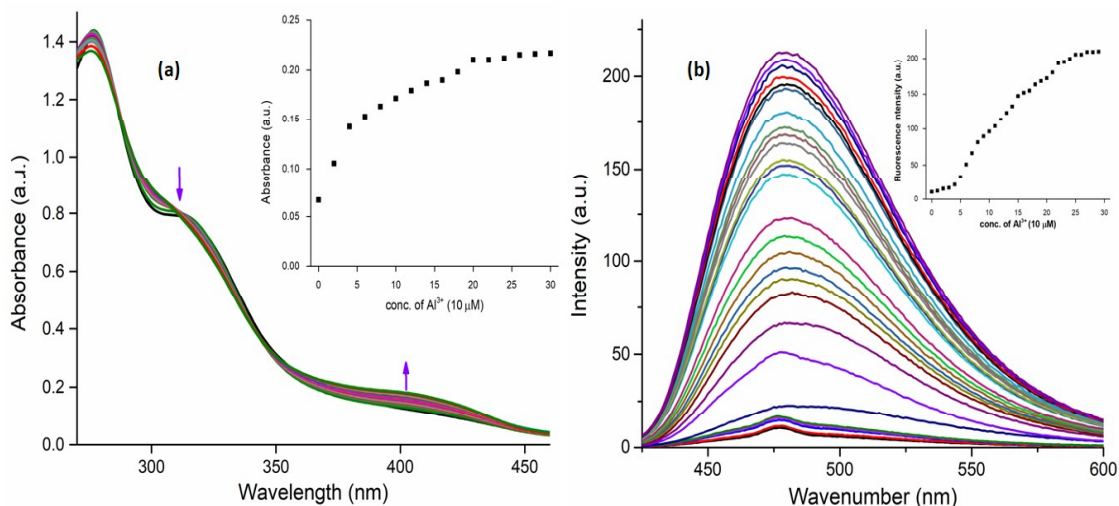 (a)
Absorbance (a.u.)
0.25
0.20
0.15
0.10
0.05
0.00
0 5 10 15 20 25 30
conc. of Al³⁺ (10 μM)
Absorbance (a.ı.)
1.4
1.2
1.0
0.8
0.6
0.4
0.2
0.0
300 350 400 450
Wavelength (nm)
(b)
fluorescence intensity (a.u.)
200
150
100
50
0
0 5 10 15 20 25 30
conc. of Al³⁺ (10 μM)
Intensity (a.u.)
200
150
100
50
0
450 500 550 600
Wavenumber (nm)